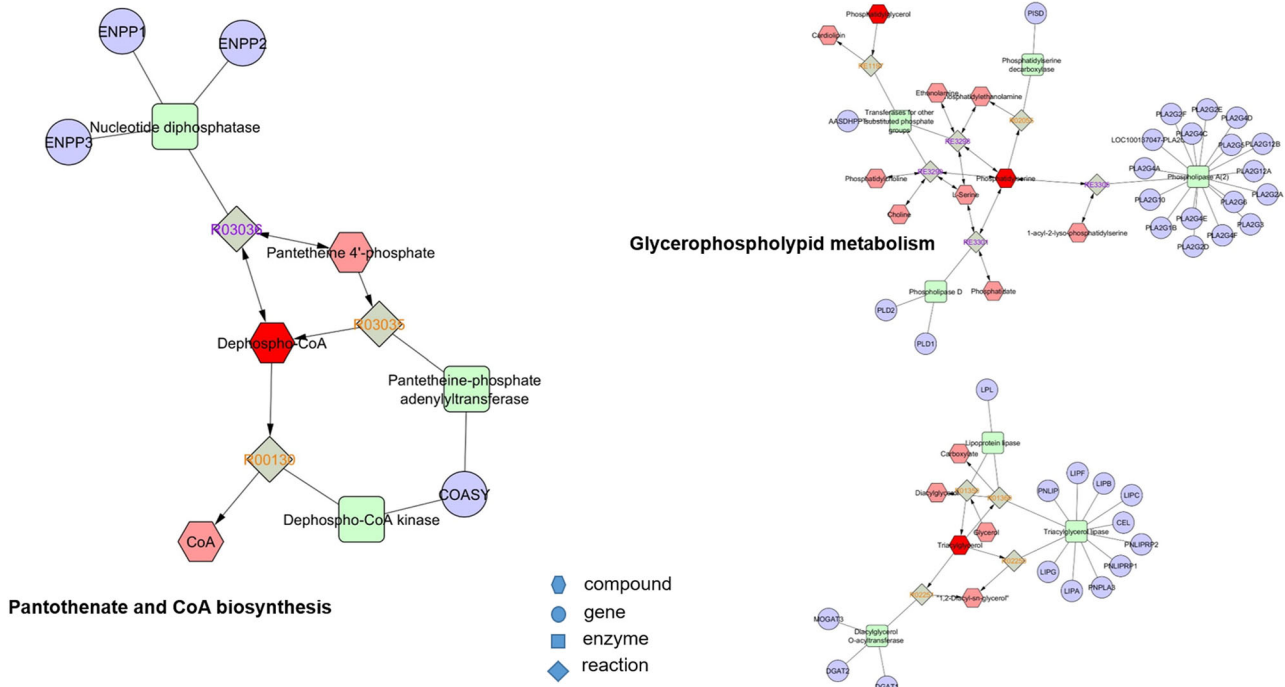 ENPP1
ENPP2
Nucleotide diphosphatase
ENPP3
R03036
Pantetheine 4'-phosphate
R03035
Dephospho-CoA
Pantetheine-phosphate
adenylyltransferase
R00130
COASY
Dephospho-CoA kinase
CoA
Pantothenate and CoA biosynthesis
compound
gene
enzyme
reaction
Phosphatidylglycerol
Cardiolipin
PISD
Phosphatidylserine
decarboxylase
Ethanolamine
Transferases for other
substituted phosphate
groups
RE3293
Phosphatidylcholine
Phosphatidylserine
L-Serine
Choline
RE3301
Phosphatidate
Phospholipase D
PLD2
PLD1
1-acyl-2-lyso-phosphatidylserine
Glycerophospholypid metabolism
PLA2G2F
PLA2G2E
PLA2G4D
PLA2G4C
PLA2G12B
PLA2G4A
Phospholipase A(2)
PLA2G12A
PLA2G2A
PLA2G10
PLA2G6
PLA2G3
PLA2G4E
PLA2G1B
PLA2G4F
PLA2G2D
LPL
Lipoprotein lipase
Carboxylate
Glycerol
Triacylglycerol
"1,2-Diacyl-sn-glycerol"
LIPF
PNLIP
LIPB
LIPC
CEL
Triacylglycerol lipase
PNLIPRP2
PNLIPRP1
LIPG
PNPLA3
LIPA
MOGAT3
Diacylglycerol
O-acyltransferase
DGAT2
DGAT1